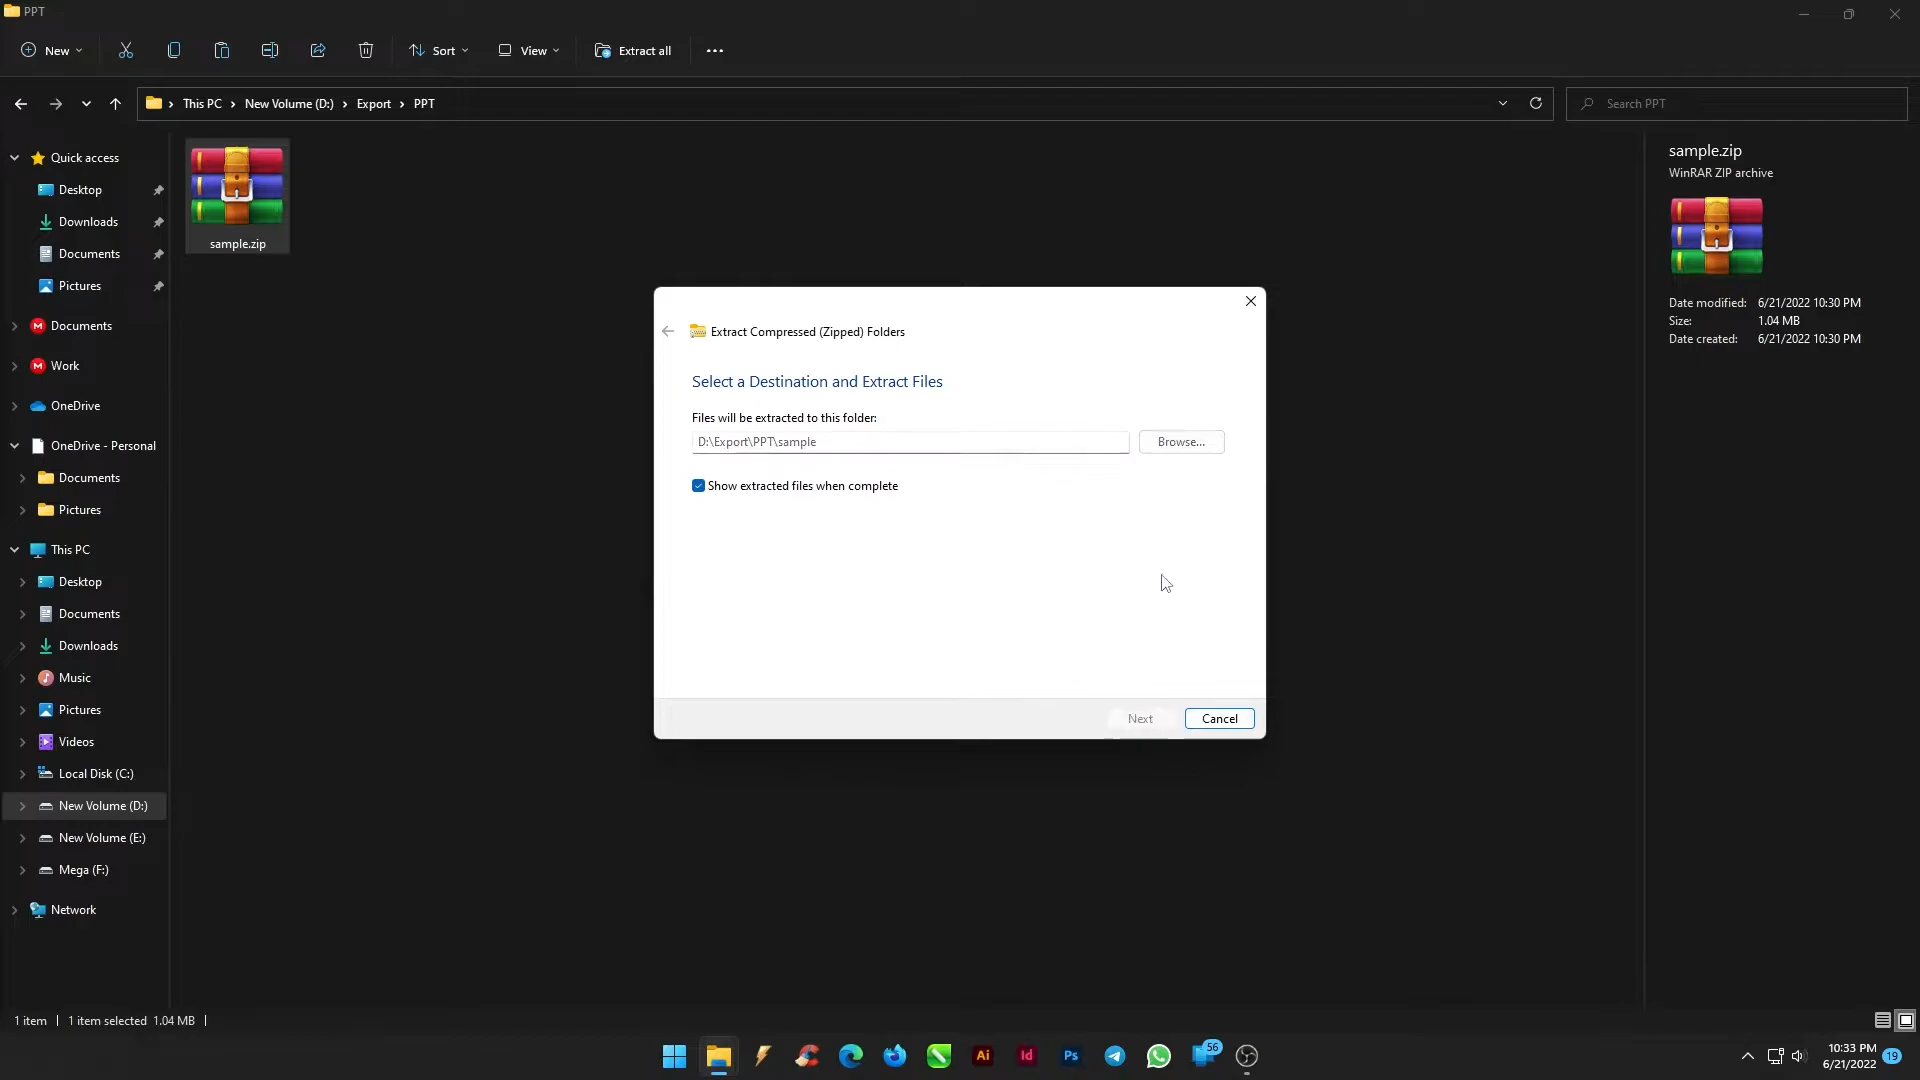 PPT
New
Sort
View
Extract all
This PC > New Volume (D:) > Export > PPT
Search PPT
Quick access
Desktop
Downloads
Documents
Pictures
Documents
Work
OneDrive
OneDrive - Personal
Documents
Pictures
This PC
Desktop
Documents
Downloads
Music
Pictures
Videos
Local Disk (C:)
New Volume (D:)
New Volume (E:)
Mega (F:)
Network
sample.zip
Extract Compressed (Zipped) Folders
Select a Destination and Extract Files
Files will be extracted to this folder:
D:\Export\PPT\sample
Browse...
Show extracted files when complete
Next
Cancel
sample.zip
WinRAR ZIP archive
Date modified: 6/21/2022 10:30 PM
Size: 1.04 MB
Date created: 6/21/2022 10:30 PM
1 item | 1 item selected 1.04 MB |
Ai
Id
Ps
56
10:33 PM
6/21/2022
19